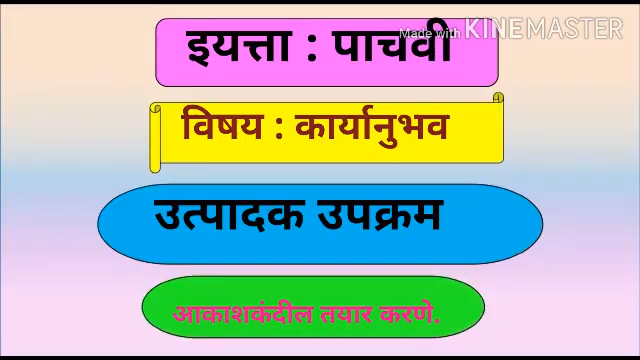 इयत्ता : पाचवी
Made with KINEMASTER
विषय : कार्यानुभव
उत्पादक उपक्रम
आकाशकंदील तयार करणे.